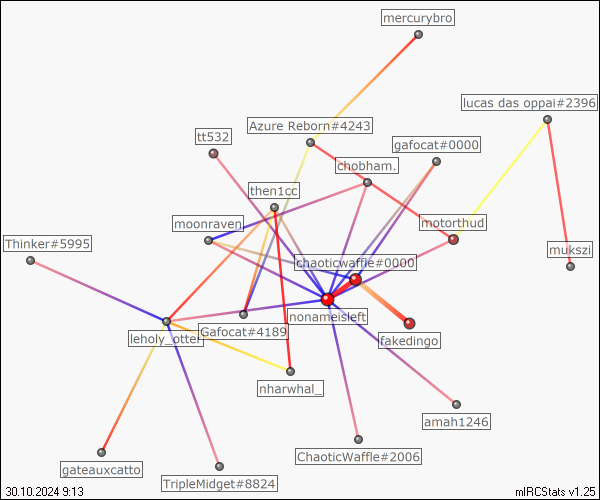 mercurybro
lucas das oppai#2396
Azure Reborn#4243
tt532
gafocat#0000
chobham.
then1cc
moonraven
motorthud
Thinker#5995
mukszi
chaoticwaffle#0000
nonameisleft
Gafocat#4189
leholy_otter
fakedingo
nharwhal_
amah1246
ChaoticWaffle#2006
gateauxcatto
TripleMidget#8824
30.10.2024 9:13
mIRCStats v1.25